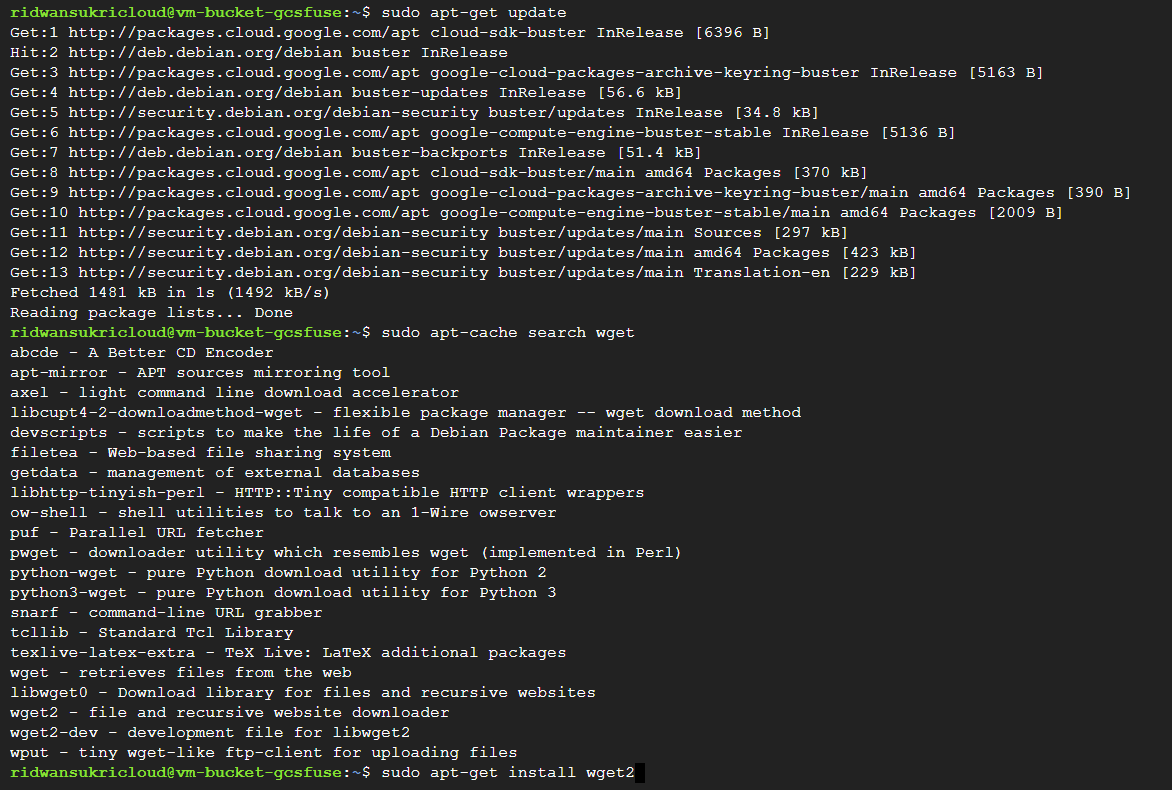 ridwansukricloud@vm-bucket-gcsfuse:~$ sudo apt-get update
Get:1 http://packages.cloud.google.com/apt cloud-sdk-buster InRelease [6396 B]
Hit:2 http://deb.debian.org/debian buster InRelease
Get:3 http://packages.cloud.google.com/apt google-cloud-packages-archive-keyring-buster InRelease [5163 B]
Get:4 http://deb.debian.org/debian buster-updates InRelease [56.6 kB]
Get:5 http://security.debian.org/debian-security buster/updates InRelease [34.8 kB]
Get:6 http://packages.cloud.google.com/apt google-compute-engine-buster-stable InRelease [5136 B]
Get:7 http://deb.debian.org/debian buster-backports InRelease [51.4 kB]
Get:8 http://packages.cloud.google.com/apt cloud-sdk-buster/main amd64 Packages [370 kB]
Get:9 http://packages.cloud.google.com/apt google-cloud-packages-archive-keyring-buster/main amd64 Packages [390 B]
Get:10 http://packages.cloud.google.com/apt google-compute-engine-buster-stable/main amd64 Packages [2009 B]
Get:11 http://security.debian.org/debian-security buster/updates/main Sources [297 kB]
Get:12 http://security.debian.org/debian-security buster/updates/main amd64 Packages [423 kB]
Get:13 http://security.debian.org/debian-security buster/updates/main Translation-en [229 kB]
Fetched 1481 kB in 1s (1492 kB/s)
Reading package lists... Done
ridwansukricloud@vm-bucket-gcsfuse:~$ sudo apt-cache search wget
abcde - A Better CD Encoder
apt-mirror - APT sources mirroring tool
axel - light command line download accelerator
libcupt4-2-downloadmethod-wget - flexible package manager -- wget download method
devscripts - scripts to make the life of a Debian Package maintainer easier
filetea - Web-based file sharing system
getdata - management of external databases
libhttp-tinyish-perl - HTTP::Tiny compatible HTTP client wrappers
ow-shell - shell utilities to talk to an 1-Wire owserver
puf - Parallel URL fetcher
pwget - downloader utility which resembles wget (implemented in Perl)
python-wget - pure Python download utility for Python 2
python3-wget - pure Python download utility for Python 3
snarf - command-line URL grabber
tcllib - Standard Tcl Library
texlive-latex-extra - TeX Live: LaTeX additional packages
wget - retrieves files from the web
libwget0 - Download library for files and recursive websites
wget2 - file and recursive website downloader
wget2-dev - development file for libwget2
wput - tiny wget-like ftp-client for uploading files
ridwansukricloud@vm-bucket-gcsfuse:~$ sudo apt-get install wget2